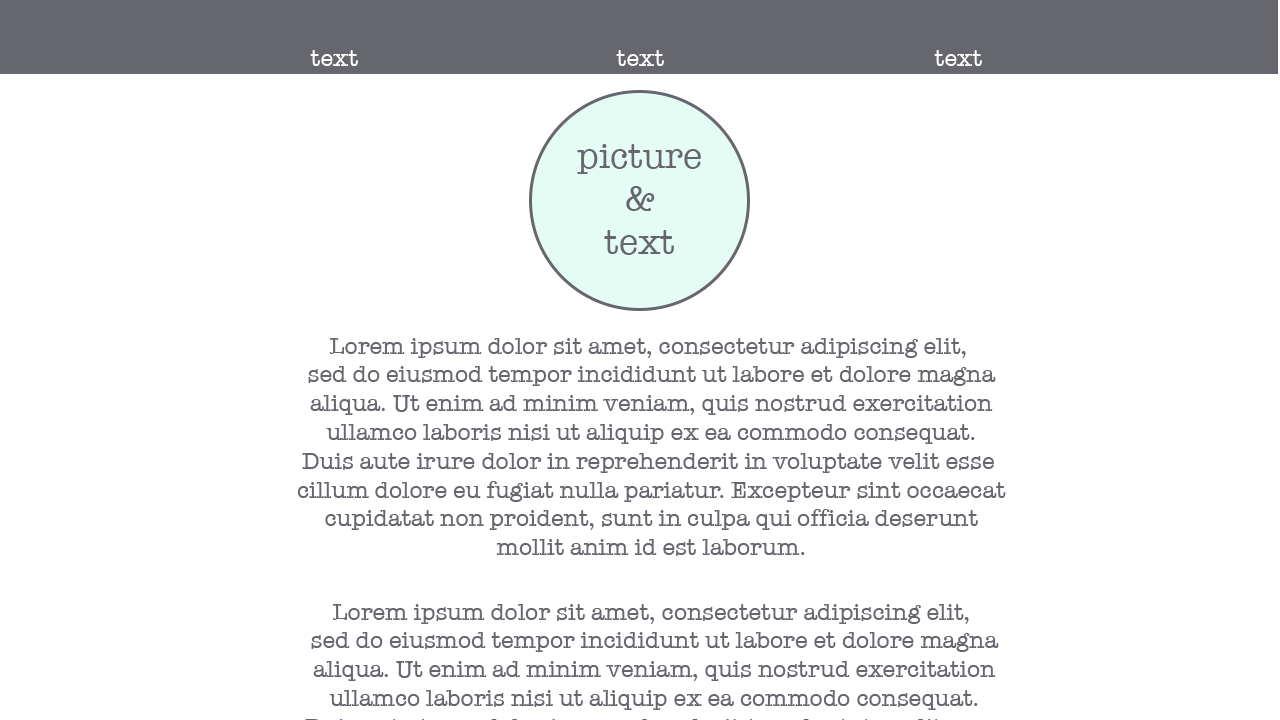 text text text
picture
&
text
Lorem ipsum dolor sit amet, consectetur adipiscing elit,
sed do eiusmod tempor incididunt ut labore et dolore magna
aliqua. Ut enim ad minim veniam, quis nostrud exercitation
ullamco laboris nisi ut aliquip ex ea commodo consequat.
Duis aute irure dolor in reprehenderit in voluptate velit esse
cillum dolore eu fugiat nulla pariatur. Excepteur sint occaecat
cupidatat non proident, sunt in culpa qui officia deserunt
mollit anim id est laborum.
Lorem ipsum dolor sit amet, consectetur adipiscing elit,
sed do eiusmod tempor incididunt ut labore et dolore magna
aliqua. Ut enim ad minim veniam, quis nostrud exercitation
ullamco laboris nisi ut aliquip ex ea commodo consequat.